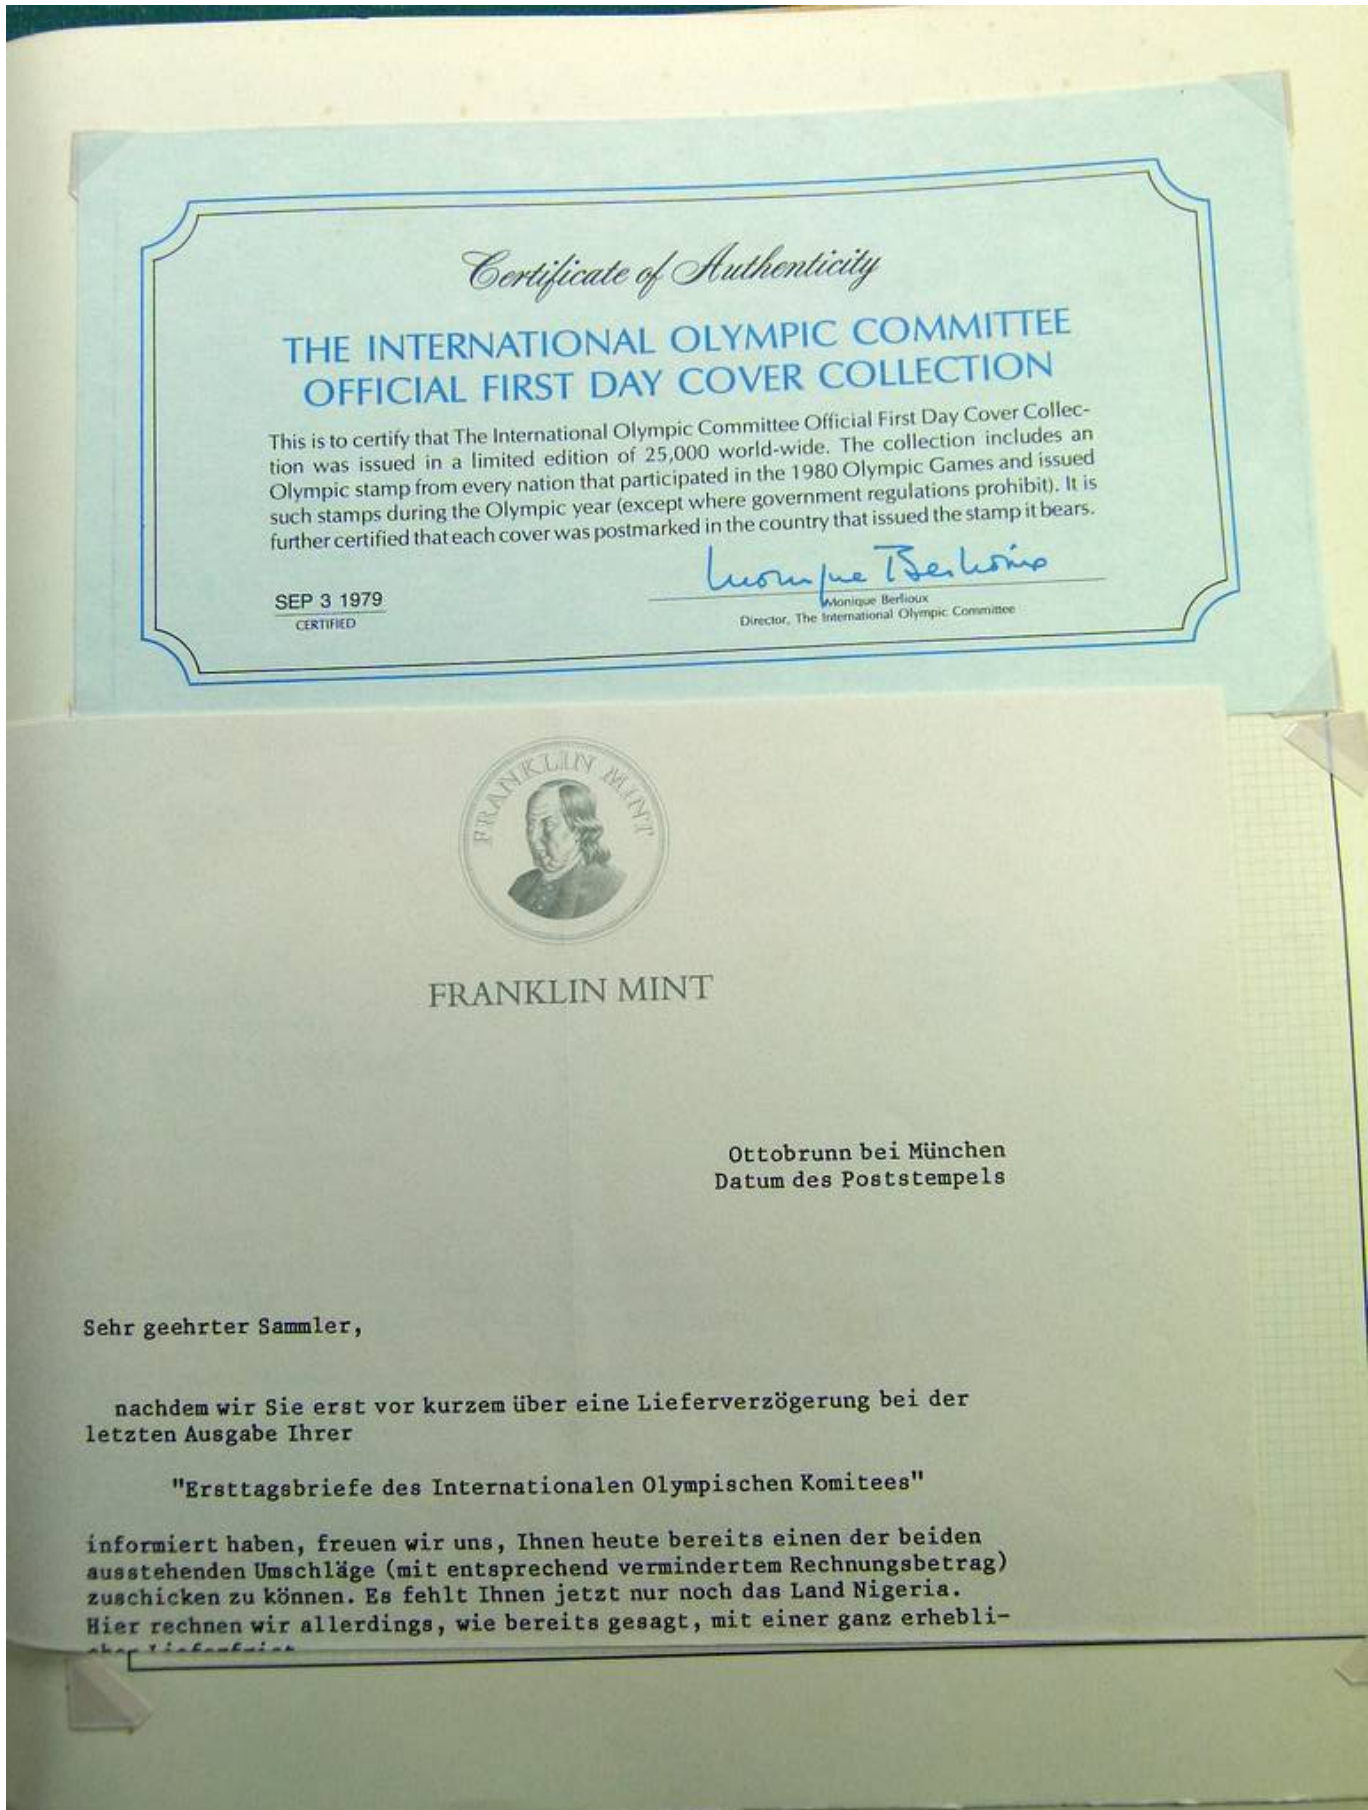 Certificate of Authenticity
THE INTERNATIONAL OLYMPIC COMMITTEE
OFFICIAL FIRST DAY COVER COLLECTION
This is to certify that The International Olympic Committee Official First Day Cover Collec-
tion was issued in a limited edition of 25,000 world-wide. The collection includes an
Olympic stamp from every nation that participated in the 1980 Olympic Games and issued
such stamps during the Olympic year (except where government regulations prohibit). It is
further certified that each cover was postmarked in the country that issued the stamp it bears.
Monique Berlioux
SEP 3 1979
CERTIFIED
Monique Berlioux
Director, The International Olympic Committee
FRANKLIN MINT
FRANKLIN MINT
Ottobrunn bei München
Datum des Poststempels
Sehr geehrter Sammler,
nachdem wir Sie erst vor kurzem über eine Lieferverzögerung bei der
letzten Ausgabe Ihrer
"Ersttagsbriefe des Internationalen Olympischen Komitees"
informiert haben, freuen wir uns, Ihnen heute bereits einen der beiden
ausstehenden Umschläge (mit entsprechend vermindertem Rechnungsbetrag)
zuschicken zu können. Es fehlt Ihnen jetzt nur noch das Land Nigeria.
Hier rechnen wir allerdings, wie bereits gesagt, mit einer ganz erhebli-